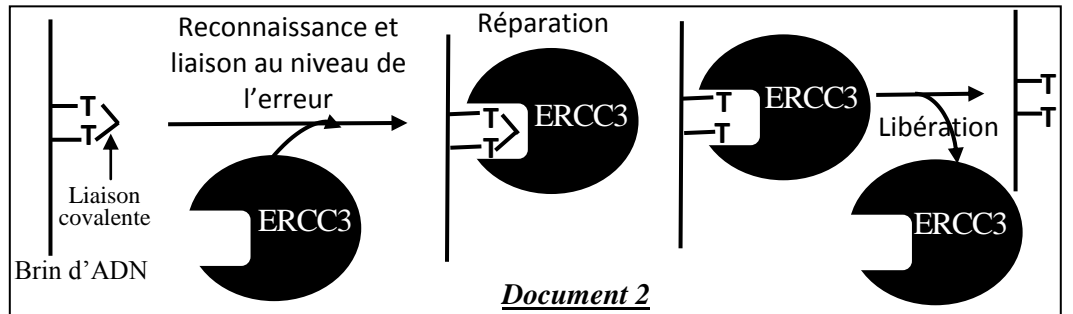 Reconnaissance et
liaison au niveau de
l'erreur
Réparation
T
T
Liaison
covalente
Brin d'ADN
ERCC3
T
T
ERCC3
T
T
ERCC3
Libération
T
T
ERCC3
Document 2